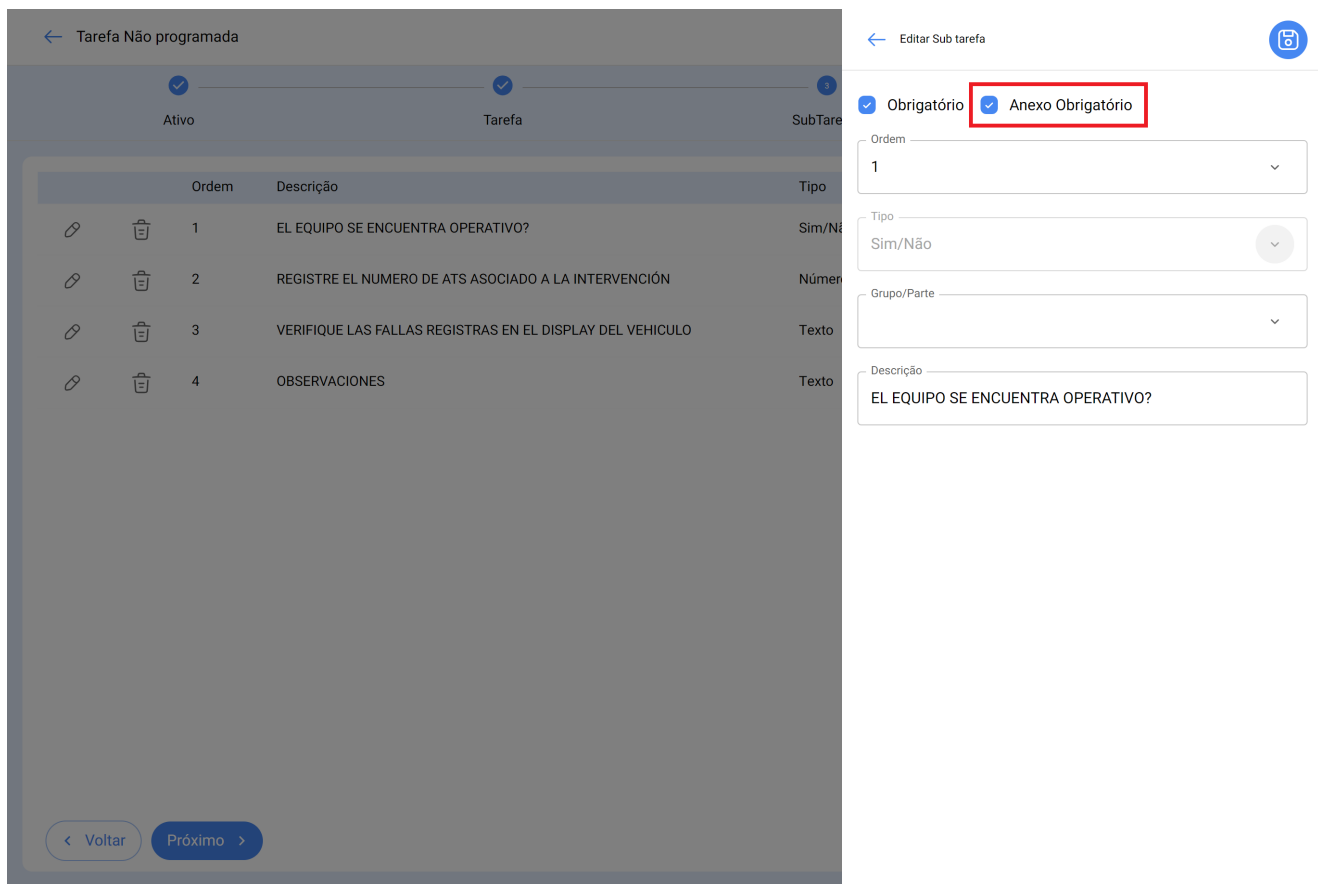 Tarefa Não programada
Ativo
Tarefa
SubTare
3
Ordem Descrição Tipo
1 EL EQUIPO SE ENCUENTRA OPERATIVO? Sim/Nã
2 REGISTRE EL NUMERO DE ATS ASOCIADO A LA INTERVENCIÓN Númer
3 VERIFIQUE LAS FALLAS REGISTRAS EN EL DISPLAY DEL VEHICULO Texto
4 OBSERVACIONES Texto
Voltar
Próximo
Editar Sub tarefa
Obrigatório
Anexo Obrigatório
Ordem
1
Tipo
Sim/Não
Grupo/Parte
Descrição
EL EQUIPO SE ENCUENTRA OPERATIVO?